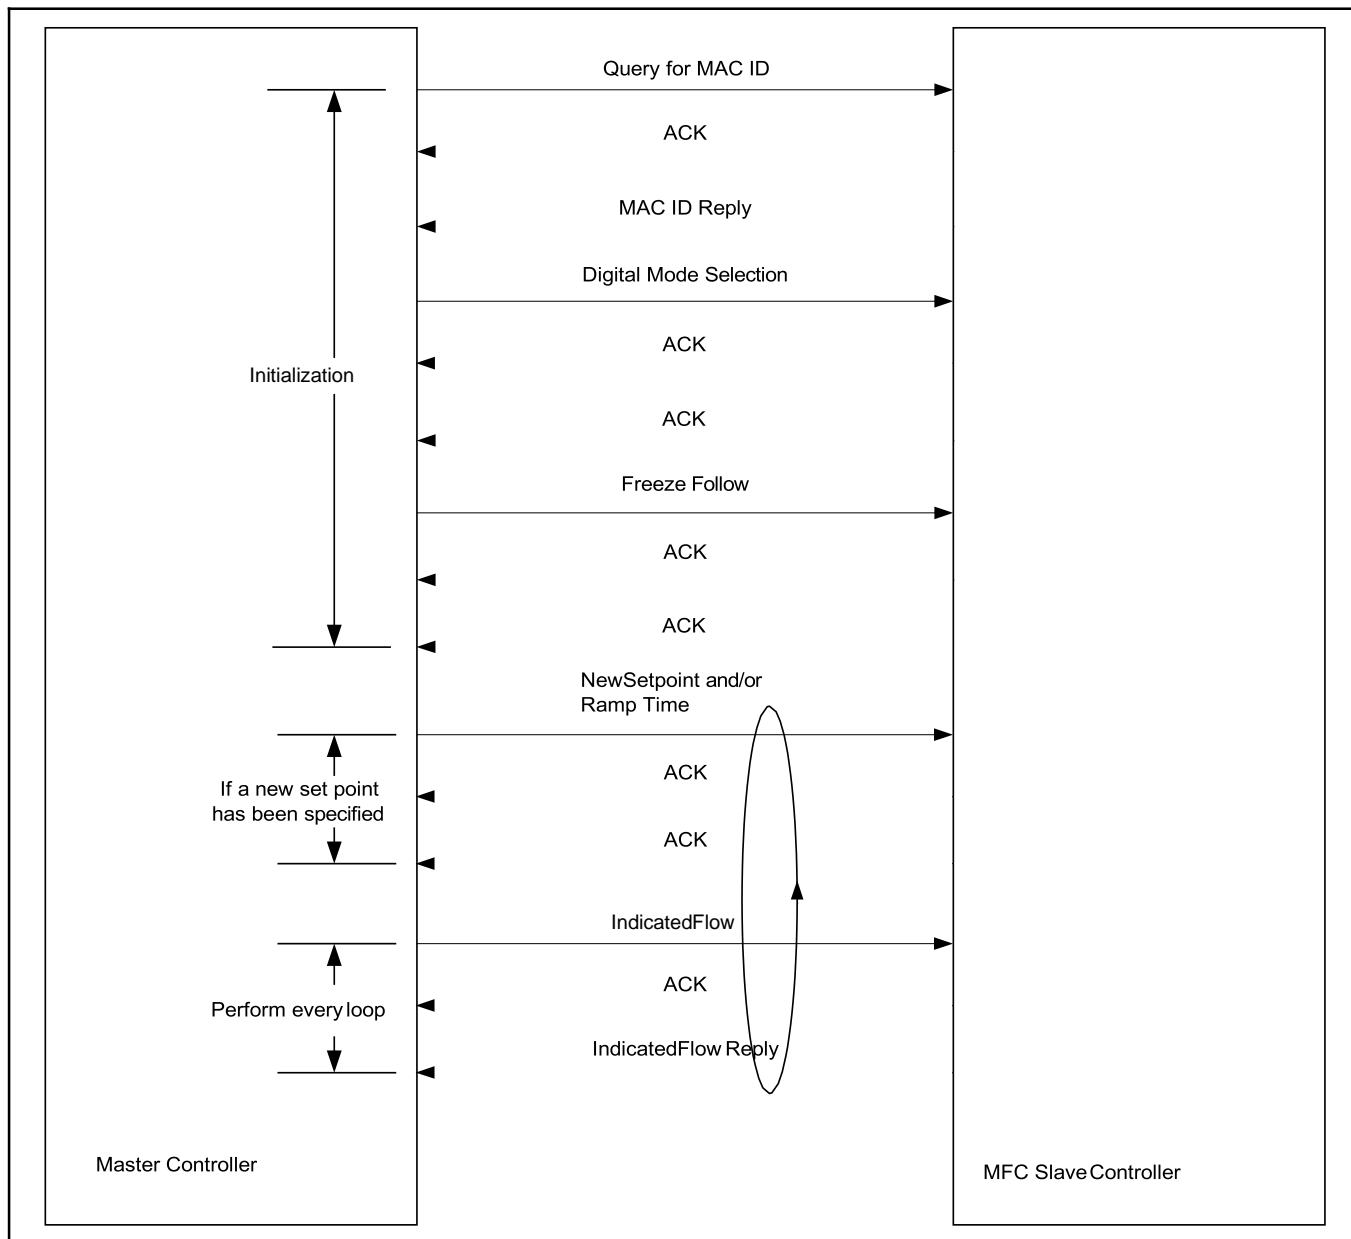 Query for MAC ID
ACK
MAC ID Reply
Digital Mode Selection
ACK
Initialization
ACK
Freeze Follow
ACK
ACK
NewSetpoint and/or
Ramp Time
ACK
If a new set point
has been specified
ACK
IndicatedFlow
ACK
Perform every loop
IndicatedFlow Reply
Master Controller
MFC Slave Controller